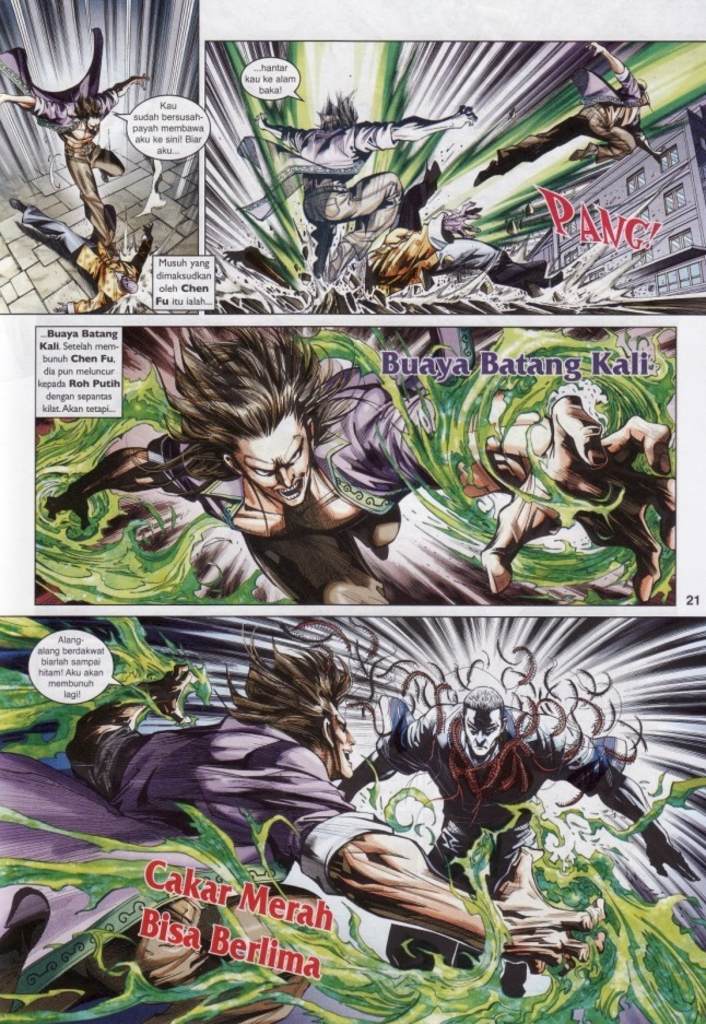 Kau
sudah bersusah-
payah membawa
aku ke sini! Biar
aku...
Musuh yang
dimaksudkan
oleh Chen
Fu itu ialah...
...hantar
kau ke alam
baka!
PANG!
...Buaya Batang
Kali. Setelah mem-
bunuh Chen Fu,
dia pun meluncur
kepada Roh Putih
dengan sepantas
kilat. Akan tetapi...
Buaya Batang Kali
21
Alang-
alang berdakwat
biarlah sampai
hitam! Aku akan
membunuh
lagi!
Cakar Merah
Bisa Berlima